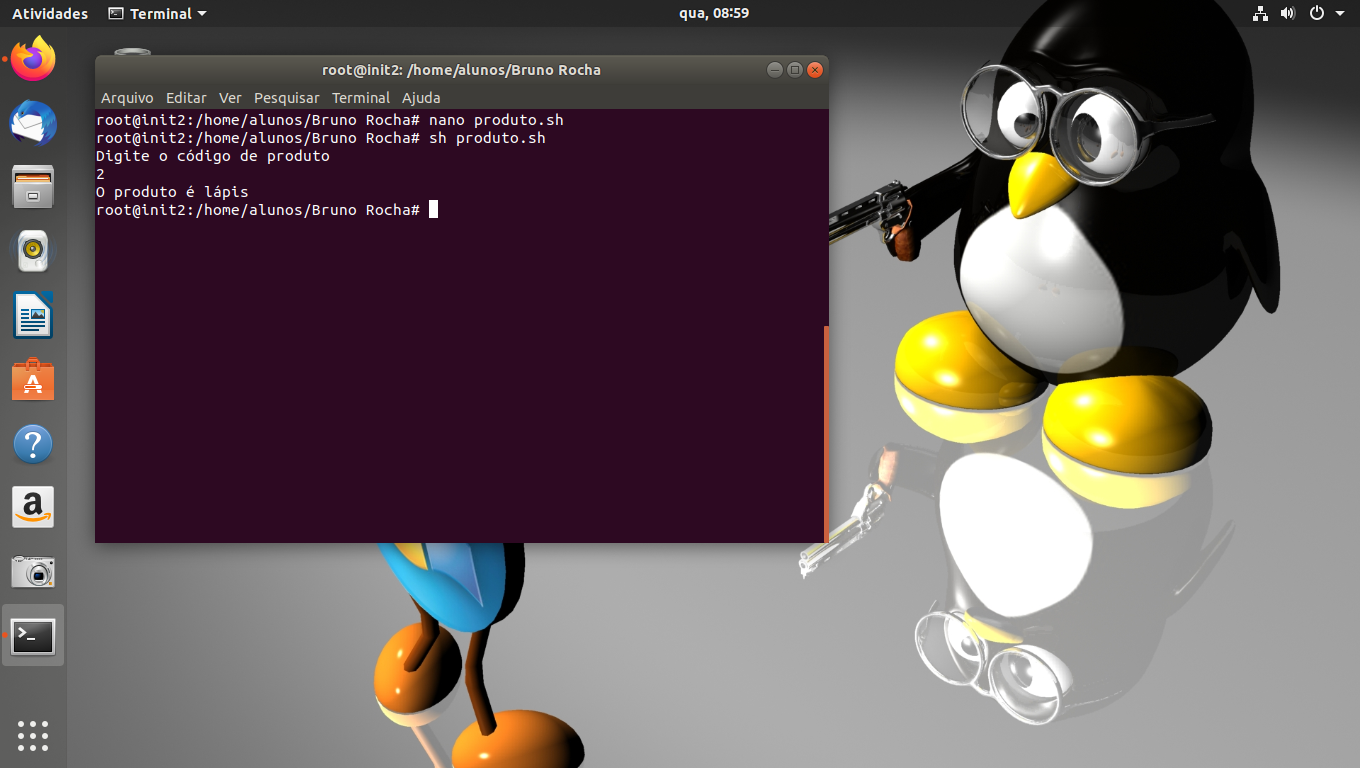 Atividades
Terminal
qua, 08:59
root@init2: /home/alunos/Bruno Rocha
Arquivo Editar Ver Pesquisar Terminal Ajuda
root@init2:/home/alunos/Bruno Rocha# nano produto.sh
root@init2:/home/alunos/Bruno Rocha# sh produto.sh
Digite o código de produto
2
O produto é lápis
root@init2:/home/alunos/Bruno Rocha#